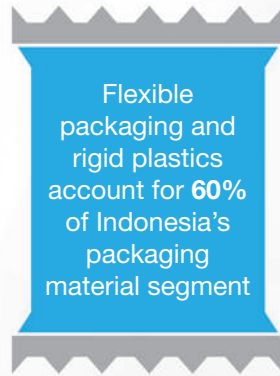 Flexible
packaging and
rigid plastics
account for 60%
of Indonesia's
packaging
material segment